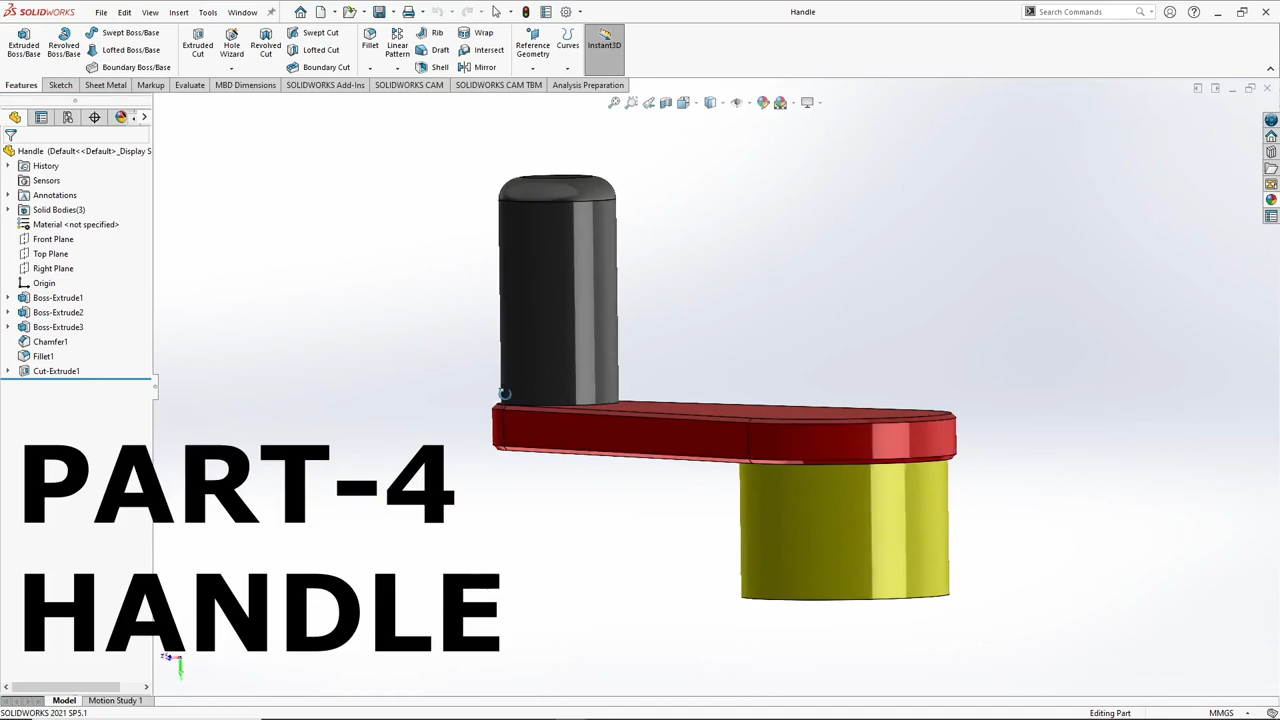 SOLIDWORKS File Edit View Insert Tools Window Handle Search Commands
Extruded Boss/Base
Revolved Boss/Base
Swept Boss/Base
Lofted Boss/Base
Boundary Boss/Base
Extruded Cut
Hole Wizard
Revolved Cut
Swept Cut
Lofted Cut
Boundary Cut
Fillet
Linear Pattern
Rib
Draft
Shell
Wrap
Intersect
Mirror
Reference Geometry
Curves
Instant3D
Features Sketch Sheet Metal Markup Evaluate MBD Dimensions SOLIDWORKS Add-Ins SOLIDWORKS CAM SOLIDWORKS CAM TBM Analysis Preparation
Handle (Default<<Default>_Display S
History
Sensors
Annotations
Solid Bodies(3)
Material <not specified>
Front Plane
Top Plane
Right Plane
Origin
Boss-Extrude1
Boss-Extrude2
Boss-Extrude3
Chamfer1
Fillet1
Cut-Extrude1
PART-4
HANDLE
Model Motion Study 1
SOLIDWORKS 2021 SP5.1 Editing Part MMGS